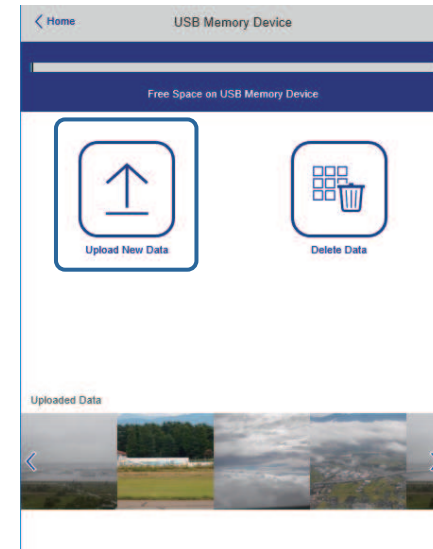 Home
USB Memory Device
Free Space on USB Memory Device
Upload New Data
Delete Data
Uploaded Data